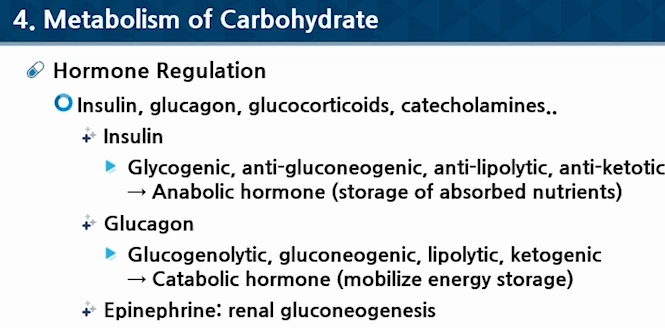 4. Metabolism of Carbohydrate
Hormone Regulation
Insulin, glucagon, glucocorticoids, catecholamines..
Insulin
Glycogenic, anti-gluconeogenic, anti-lipolytic, anti-ketotic
→ Anabolic hormone (storage of absorbed nutrients)
Glucagon
Glucogenolytic, gluconeogenic, lipolytic, ketogenic
→ Catabolic hormone (mobilize energy storage)
Epinephrine: renal gluconeogenesis